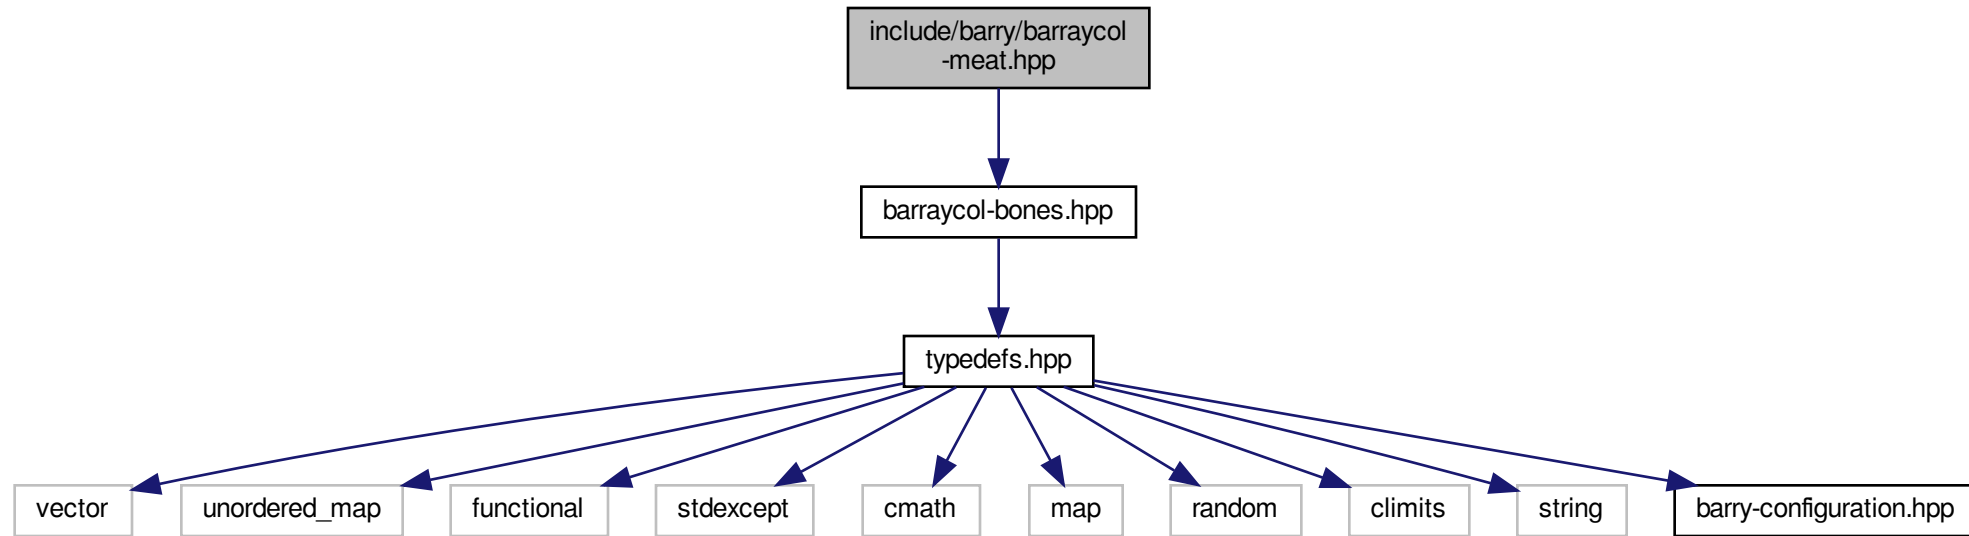 include/barry/barraycol
-meat.hpp
barraycol-bones.hpp
typedefs.hpp
vector
unordered_map
functional
stdexcept
cmath
map
random
climits
string
barry-configuration.hpp